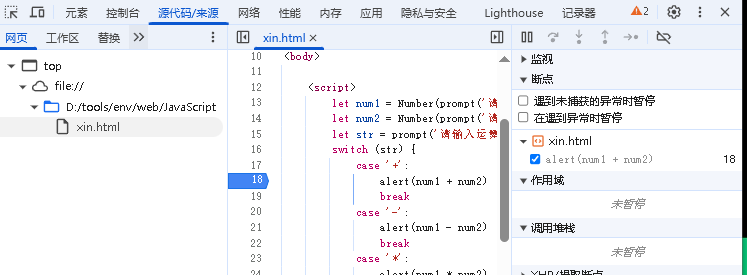 元素 控制台 源代码/来源 网络 性能 内存 应用 隐私与安全 Lighthouse 记录器 2
网页 工作区 替换
top
file://
D:/tools/env/web/JavaScript
xin.html
xin.html
10 <body>
11
12 <script>
13 let num1 = Number(prompt('请
14 let num2 = Number(prompt('请
15 let str = prompt('请输入运算
16 switch (str) {
17 case '+':
18 alert(num1 + num2)
19 break
20 case '-':
21 alert(num1 - num2)
22 break
23 case '*':
24 alert(num1 * num2)
监视
断点
遇到未捕获的异常时暂停
在遇到异常时暂停
xin.html
alert(num1 + num2) 18
作用域
未暂停
调用堆栈
未暂停
XHR/提取断点